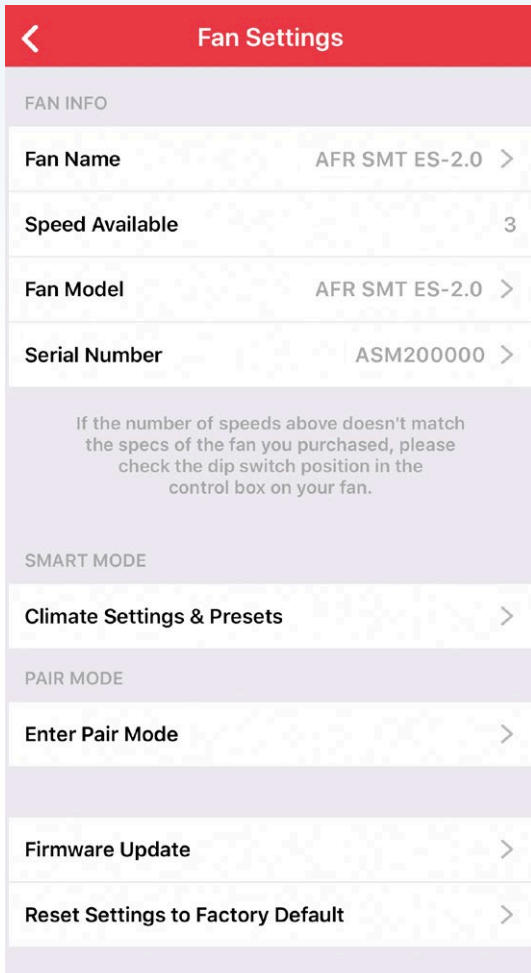 Fan Settings
FAN INFO
Fan Name AFR SMT ES-2.0
Speed Available 3
Fan Model AFR SMT ES-2.0
Serial Number ASM200000
If the number of speeds above doesn't match
the specs of the fan you purchased, please
check the dip switch position in the
control box on your fan.
SMART MODE
Climate Settings & Presets
PAIR MODE
Enter Pair Mode
Firmware Update
Reset Settings to Factory Default